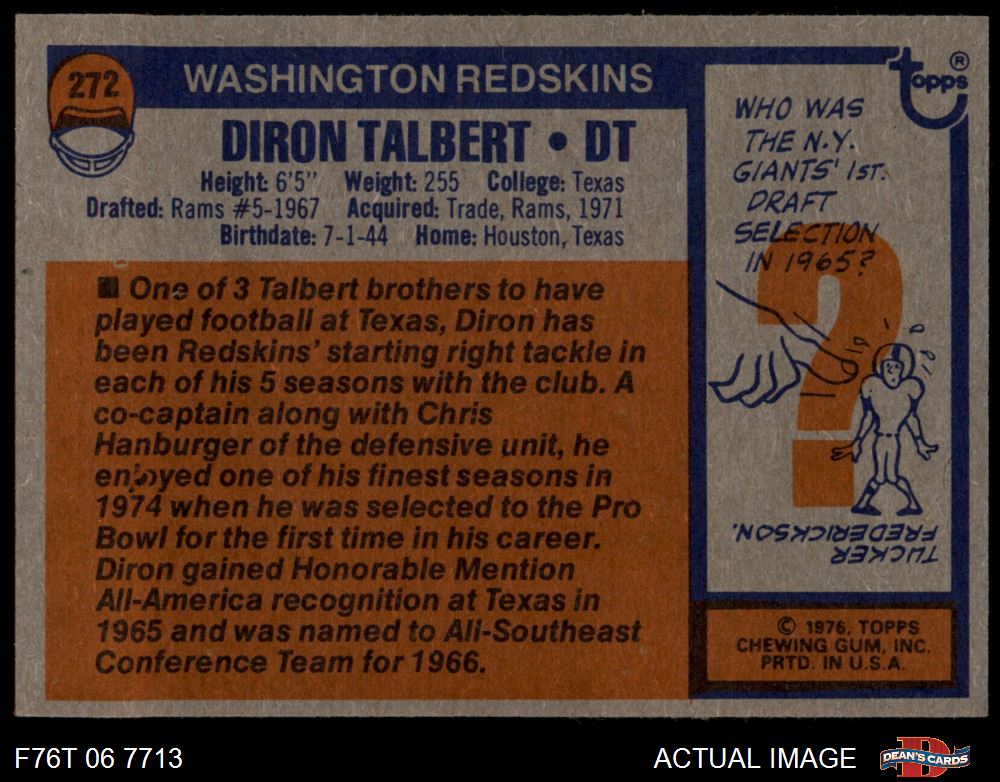 272
WASHINGTON REDSKINS
DIRON TALBERT • DT
Height: 6'5" Weight: 255 College: Texas
Drafted: Rams #5-1967 Acquired: Trade, Rams, 1971
Birthdate: 7-1-44 Home: Houston, Texas
■ One of 3 Talbert brothers to have
played football at Texas, Diron has
been Redskins' starting right tackle in
each of his 5 seasons with the club. A
co-captain along with Chris
Hanburger of the defensive unit, he
enjoyed one of his finest seasons in
1974 when he was selected to the Pro
Bowl for the first time in his career.
Diron gained Honorable Mention
All-America recognition at Texas in
1965 and was named to All-Southeast
Conference Team for 1966.
Topps ®
WHO WAS
THE N.Y.
GIANTS' 1ST.
DRAFT
SELECTION
IN 1965?
TUCKER
FREDERICKSON.
© 1976, TOPPS
CHEWING GUM, INC.
PRTD. IN U.S.A.
F76T 06 7713
ACTUAL IMAGE
D
DEAN'S CARDS